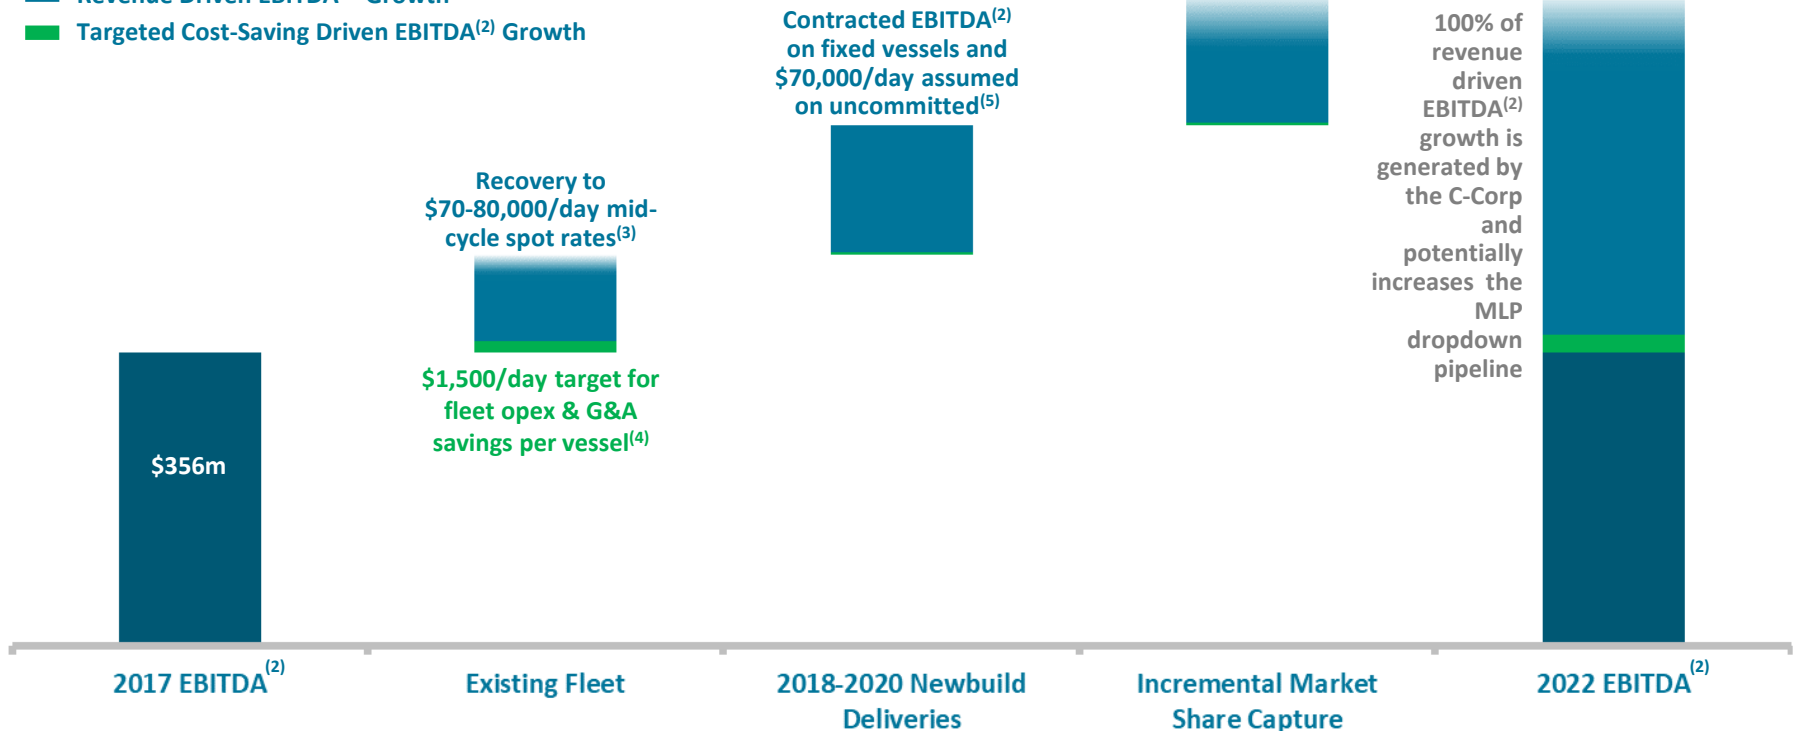 Revenue Driven EBITDA Growth
Targeted Cost-Saving Driven EBITDA(2) Growth
Contracted EBITDA(2)
on fixed vessels and
$70,000/day assumed
on uncommitted(5)
Recovery to
$70-80,000/day mid-
cycle spot rates(3)
$1,500/day target for
fleet opex & G&A
savings per vessel(4)
$356m
100% of
revenue
driven
EBITDA(2)
growth is
generated by
the C-Corp
and
potentially
increases the
MLP
dropdown
pipeline
2017 EBITDA(2)
Existing Fleet
2018-2020 Newbuild
Deliveries
Incremental Market
Share Capture
2022 EBITDA(2)